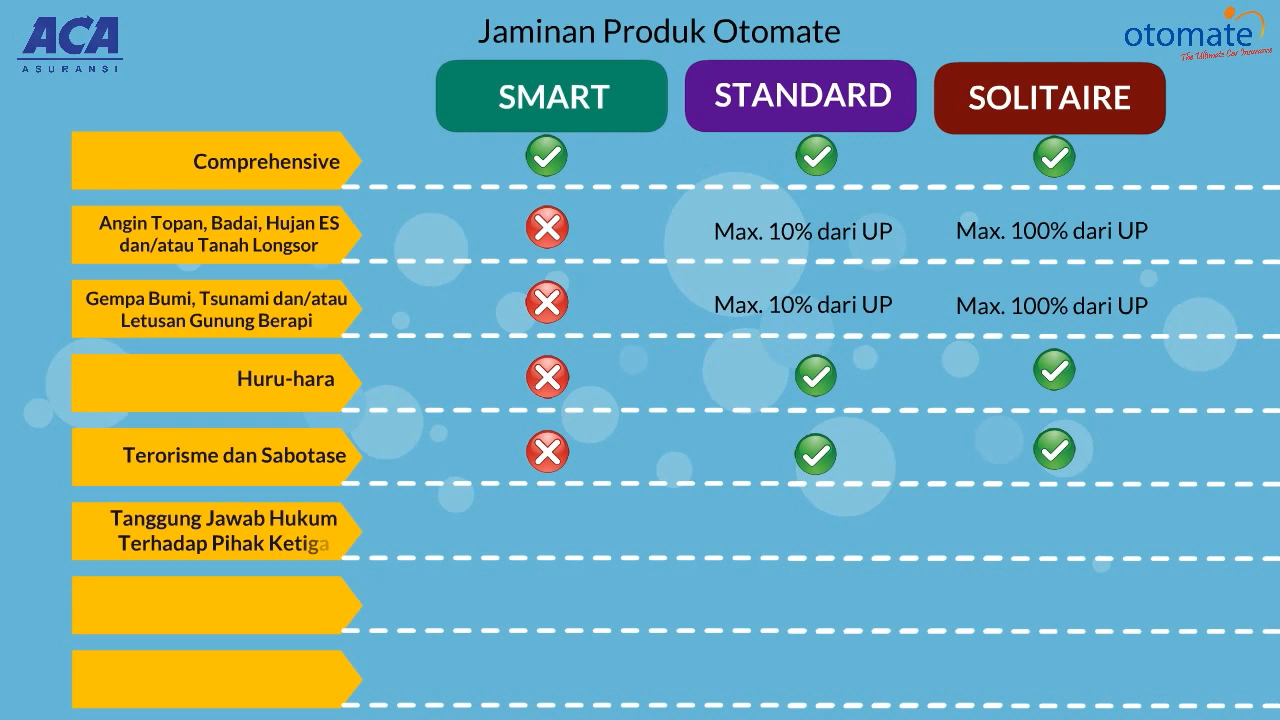 ACA
ASURANSI
Jaminan Produk Otomate
otomate
The Ultimate Car Insurance
SMART
STANDARD
SOLITAIRE
Comprehensive
Angin Topan, Badai, Hujan ES
dan/atau Tanah Longsor
Max. 10% dari UP
Max. 100% dari UP
Gempa Bumi, Tsunami dan/atau
Letusan Gunung Berapi
Max. 10% dari UP
Max. 100% dari UP
Huru-hara
Terorisme dan Sabotase
Tanggung Jawab Hukum
Terhadap Pihak Ketiga